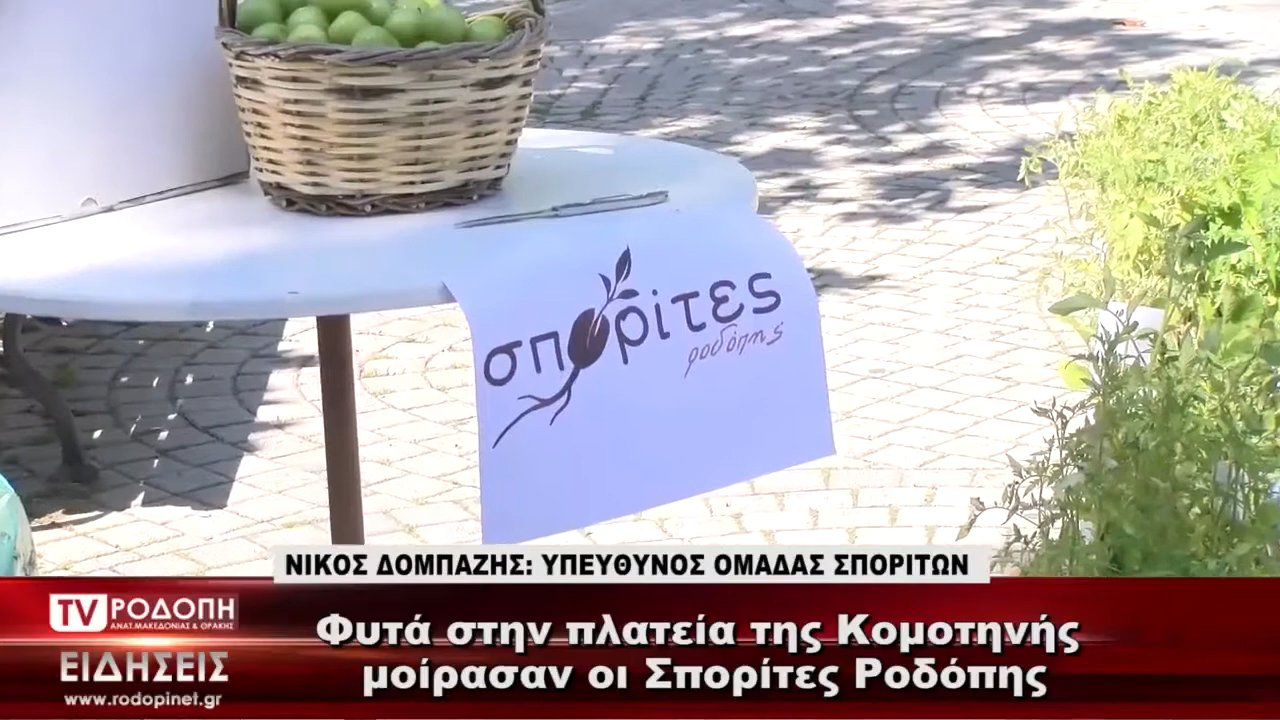 σπορίτες
ροδόπης
ΝΙΚΟΣ ΔΟΜΠΑΖΗΣ: ΥΠΕΥΘΥΝΟΣ ΟΜΑΔΑΣ ΣΠΟΡΙΤΩΝ
TV ΡΟΔΟΠΗ
ΑΝΑΤ.ΜΑΚΕΔΟΝΙΑΣ & ΘΡΑΚΗΣ
ΕΙΔΗΣΕΙΣ
www.rodopinet.gr
Φυτά στην πλατεία της Κομοτηνής
μοίρασαν οι Σπορίτες Ροδόπης